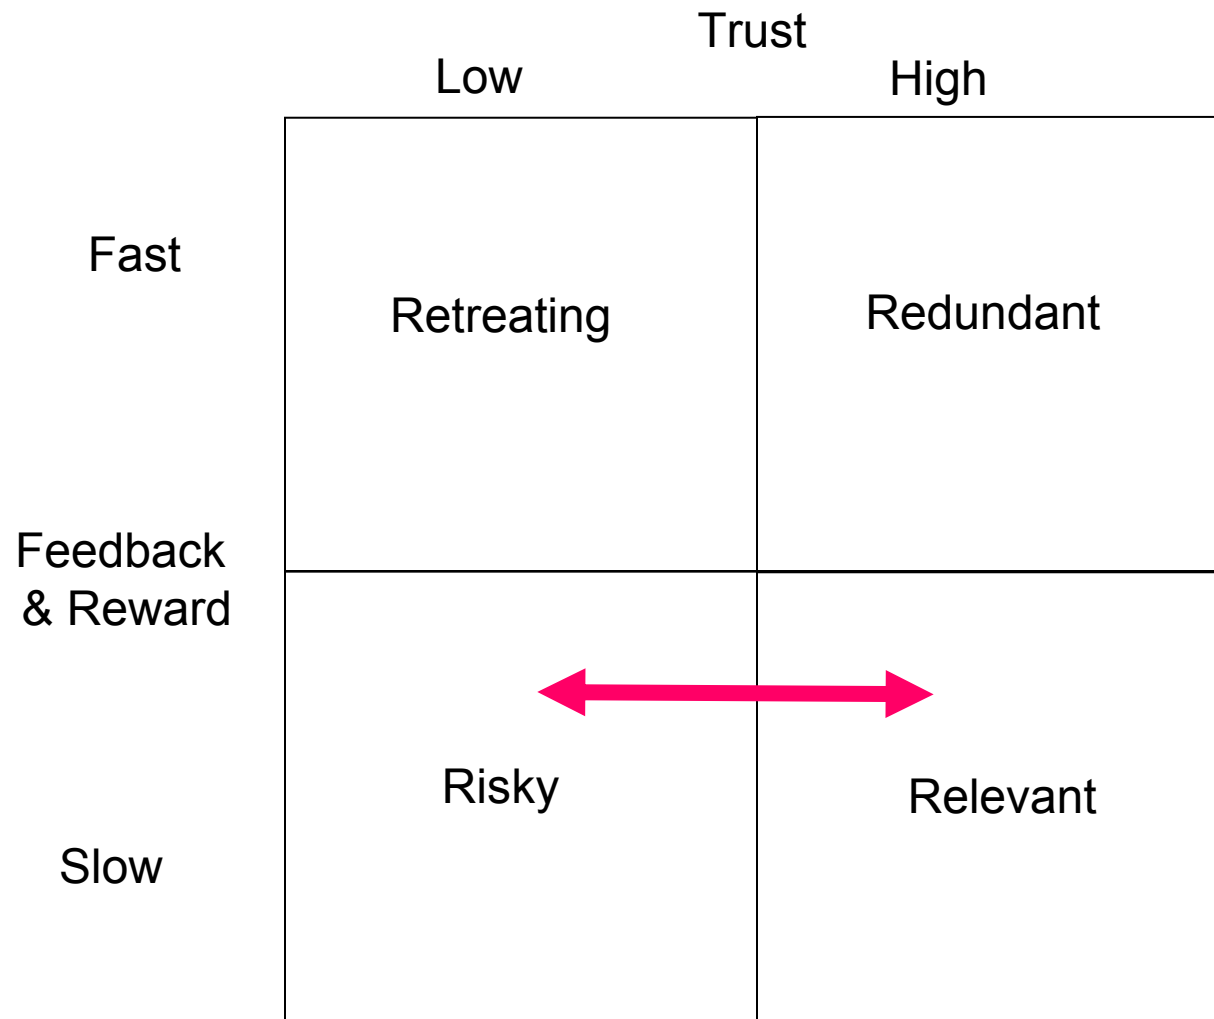 Trust
Low High
Fast
Retreating Redundant
Feedback
& Reward
Risky Relevant
Slow